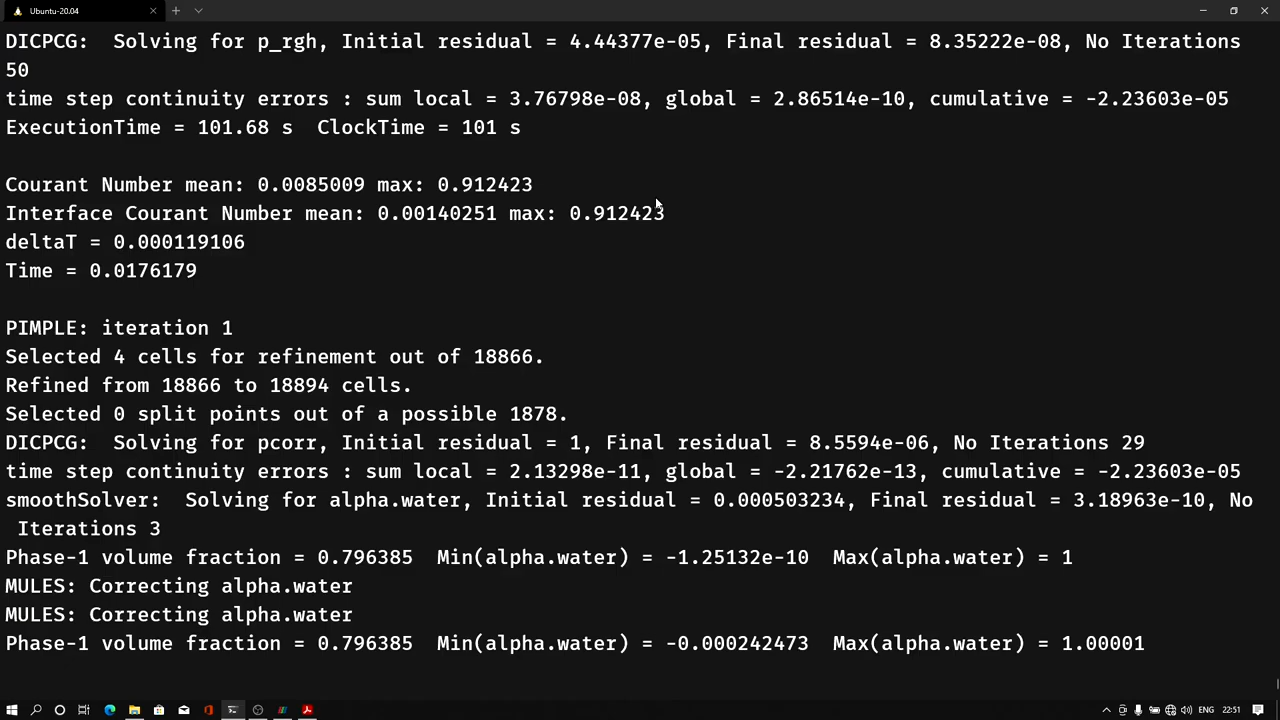 Ubuntu-20.04
DICPCG:  Solving for p_rgh, Initial residual = 4.44377e-05, Final residual = 8.35222e-08, No Iterations
50
time step continuity errors : sum local = 3.76798e-08, global = 2.86514e-10, cumulative = -2.23603e-05
ExecutionTime = 101.68 s  ClockTime = 101 s
Courant Number mean: 0.0085009 max: 0.912423
Interface Courant Number mean: 0.00140251 max: 0.912423
deltaT = 0.000119106
Time = 0.0176179
PIMPLE: iteration 1
Selected 4 cells for refinement out of 18866.
Refined from 18866 to 18894 cells.
Selected 0 split points out of a possible 1878.
DICPCG:  Solving for pcorr, Initial residual = 1, Final residual = 8.5594e-06, No Iterations 29
time step continuity errors : sum local = 2.13298e-11, global = -2.21762e-13, cumulative = -2.23603e-05
smoothSolver:  Solving for alpha.water, Initial residual = 0.000503234, Final residual = 3.18963e-10, No
Iterations 3
Phase-1 volume fraction = 0.796385  Min(alpha.water) = -1.25132e-10  Max(alpha.water) = 1
MULES: Correcting alpha.water
MULES: Correcting alpha.water
Phase-1 volume fraction = 0.796385  Min(alpha.water) = -0.000242473  Max(alpha.water) = 1.00001
ENG 22:51